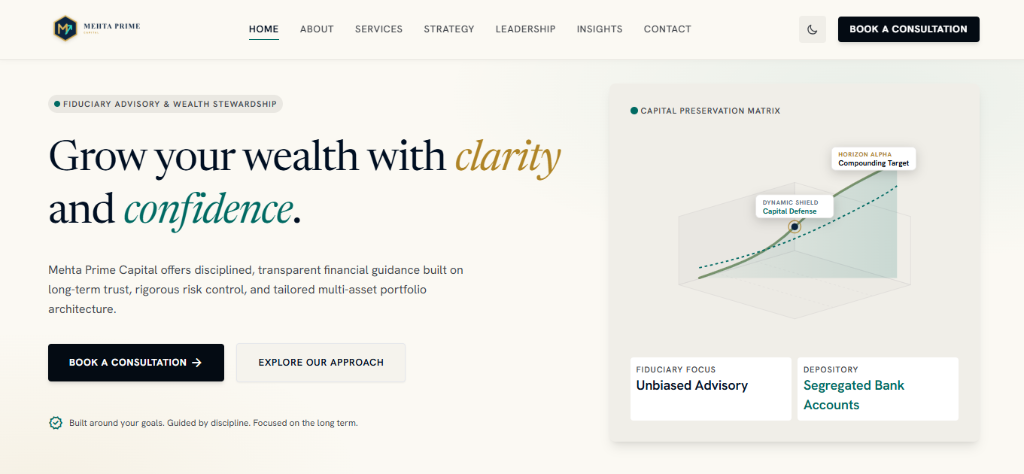 MEHTA PRIME
HOME ABOUT SERVICES STRATEGY LEADERSHIP INSIGHTS CONTACT
BOOK A CONSULTATION
FIDUCIARY ADVISORY & WEALTH STEWARDSHIP
Grow your wealth with clarity
and confidence.
Mehta Prime Capital offers disciplined, transparent financial guidance built on
long-term trust, rigorous risk control, and tailored multi-asset portfolio
architecture.
BOOK A CONSULTATION →
EXPLORE OUR APPROACH
Built around your goals. Guided by discipline. Focused on the long term.
CAPITAL PRESERVATION MATRIX
HORIZON ALPHA
Compounding Target
DYNAMIC SHIELD
Capital Defense
FIDUCIARY FOCUS
Unbiased Advisory
DEPOSITORY
Segregated Bank
Accounts